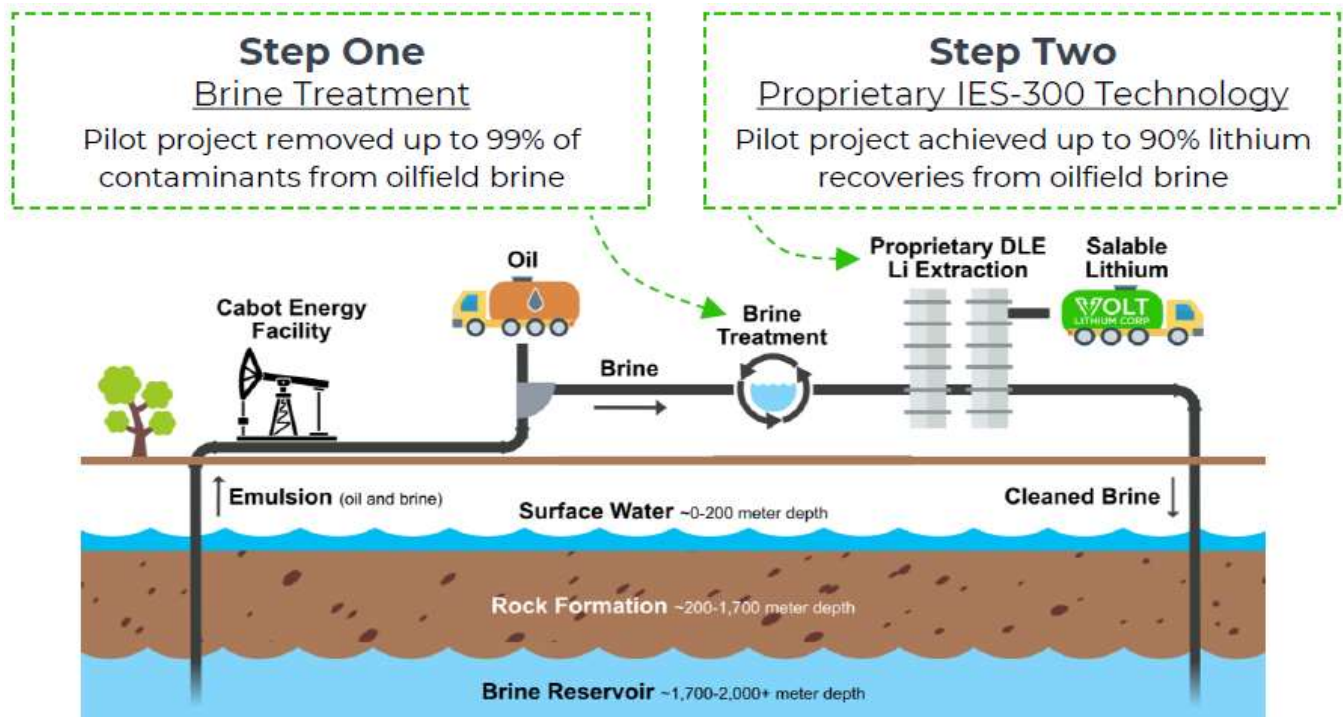 Step One
Brine Treatment
Pilot project removed up to 99% of
contaminants from oilfield brine
Step Two
Proprietary IES-300 Technology
Pilot project achieved up to 90% lithium
recoveries from oilfield brine
Oil
Cabot Energy
Facility
Brine
Brine
Treatment
Proprietary DLE
Li Extraction
Salable
Lithium
VOLT
LITHIUM CORP
Emulsion (oil and brine)
Cleaned Brine
Surface Water ~0-200 meter depth
Rock Formation ~200-1,700 meter depth
Brine Reservoir ~1,700-2,000+ meter depth